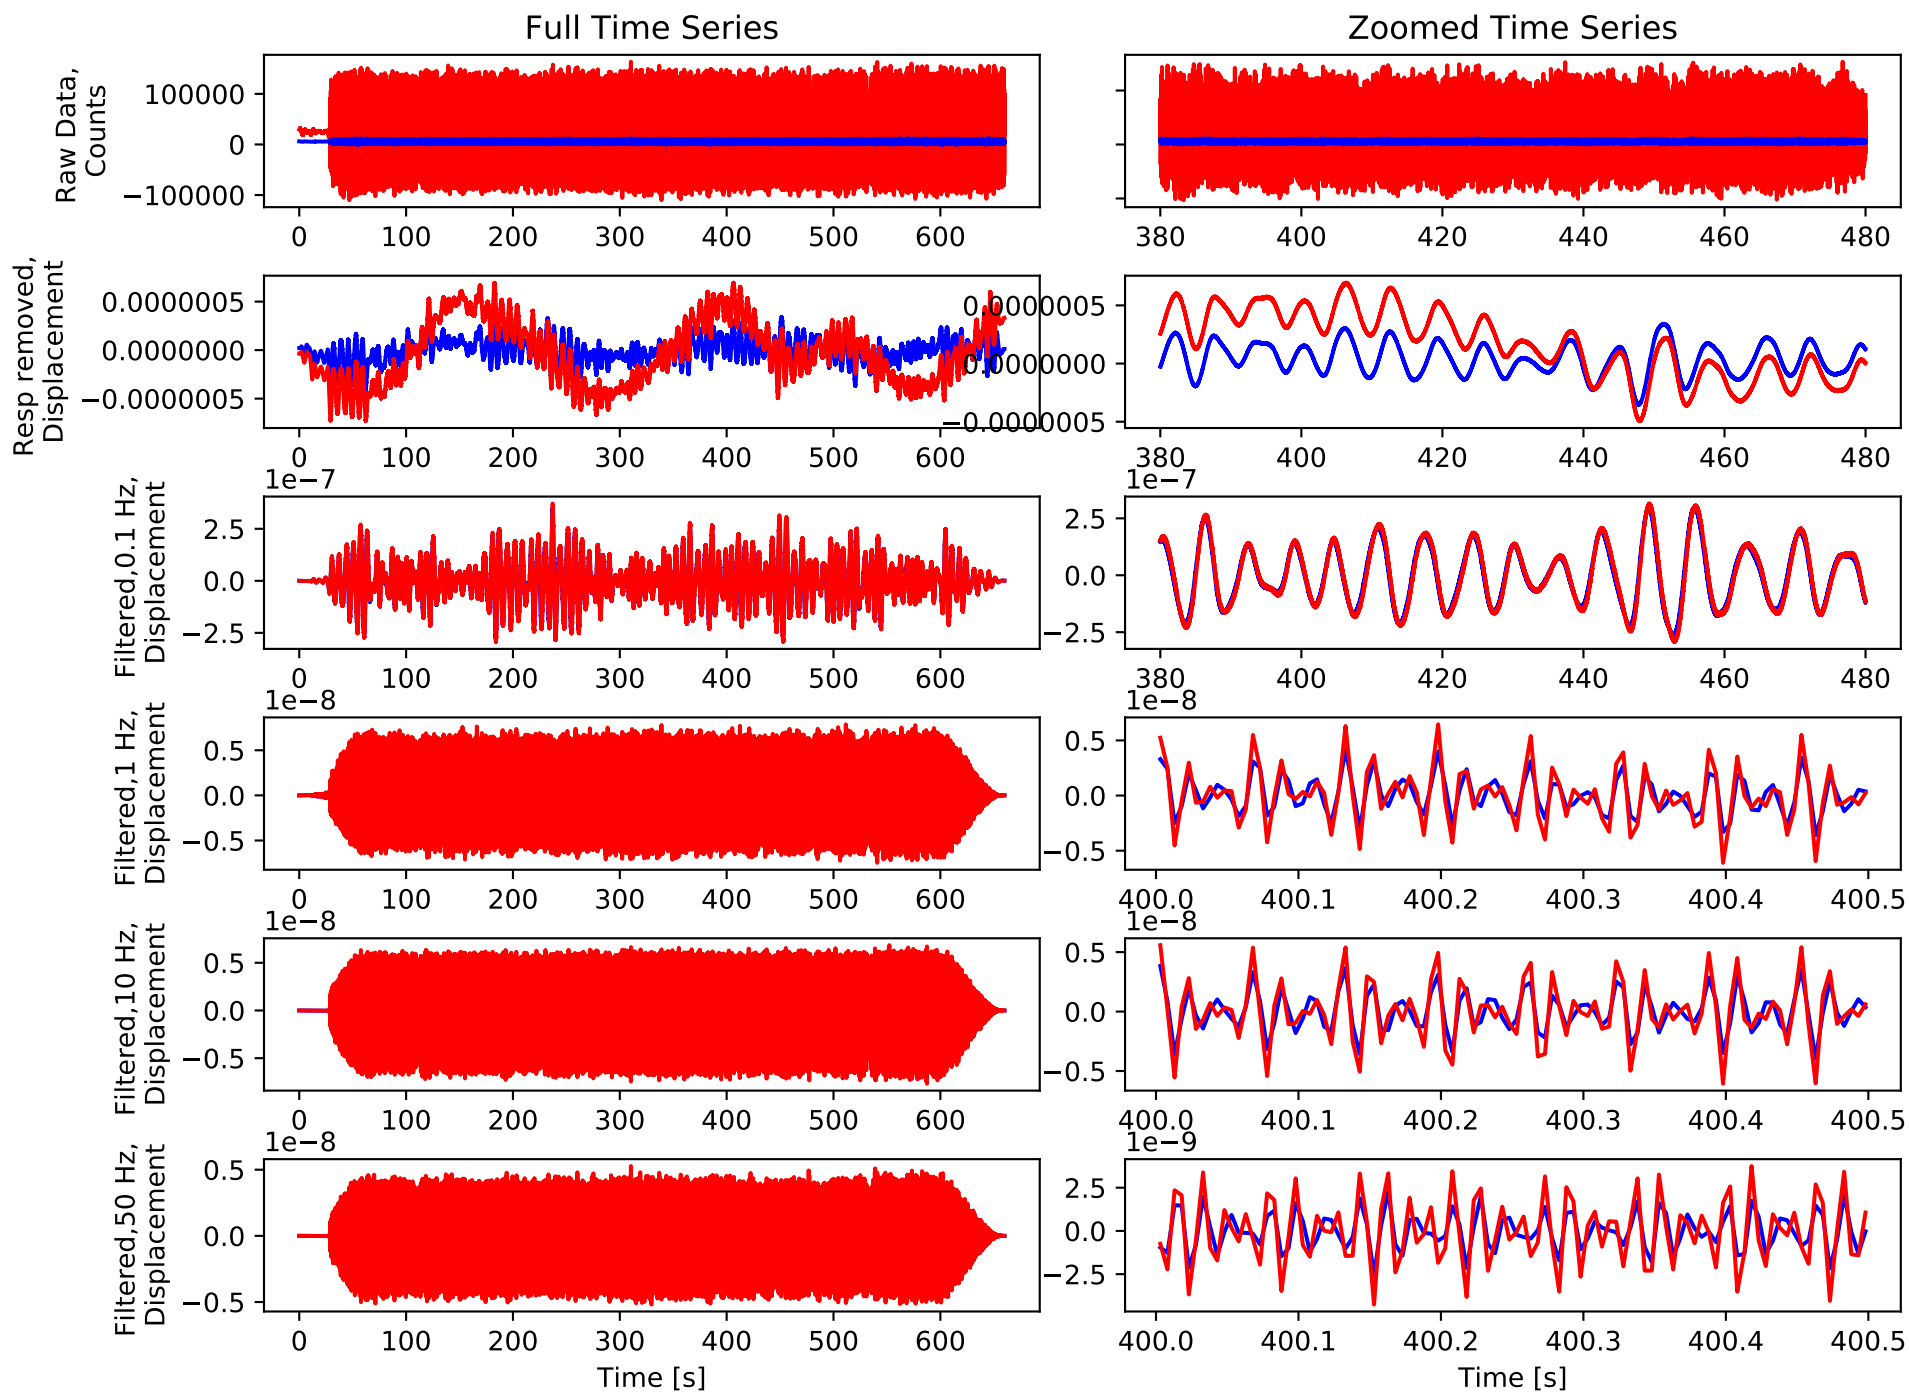 Full Time Series
Zoomed Time Series
Raw Data,
Counts
100000
0
−100000
0 100 200 300 400 500 600
380 400 420 440 460 480
Resp removed,
Displacement
0.0000005
0.0000000
−0.0000005
0 100 200 300 400 500 600
0.0000005
0.0000000
−0.0000005
380 400 420 440 460 480
Filtered,0.1 Hz,
Displacement
1e−7
2.5
0.0
−2.5
0 100 200 300 400 500 600
1e−7
2.5
0.0
−2.5
380 400 420 440 460 480
Filtered,1 Hz,
Displacement
1e−8
0.5
0.0
−0.5
0 100 200 300 400 500 600
1e−8
0.5
0.0
−0.5
400.0 400.1 400.2 400.3 400.4 400.5
Filtered,10 Hz,
Displacement
1e−8
0.5
0.0
−0.5
0 100 200 300 400 500 600
1e−8
0.5
0.0
−0.5
400.0 400.1 400.2 400.3 400.4 400.5
Filtered,50 Hz,
Displacement
1e−8
0.5
0.0
−0.5
0 100 200 300 400 500 600
Time [s]
1e−9
2.5
0.0
−2.5
400.0 400.1 400.2 400.3 400.4 400.5
Time [s]